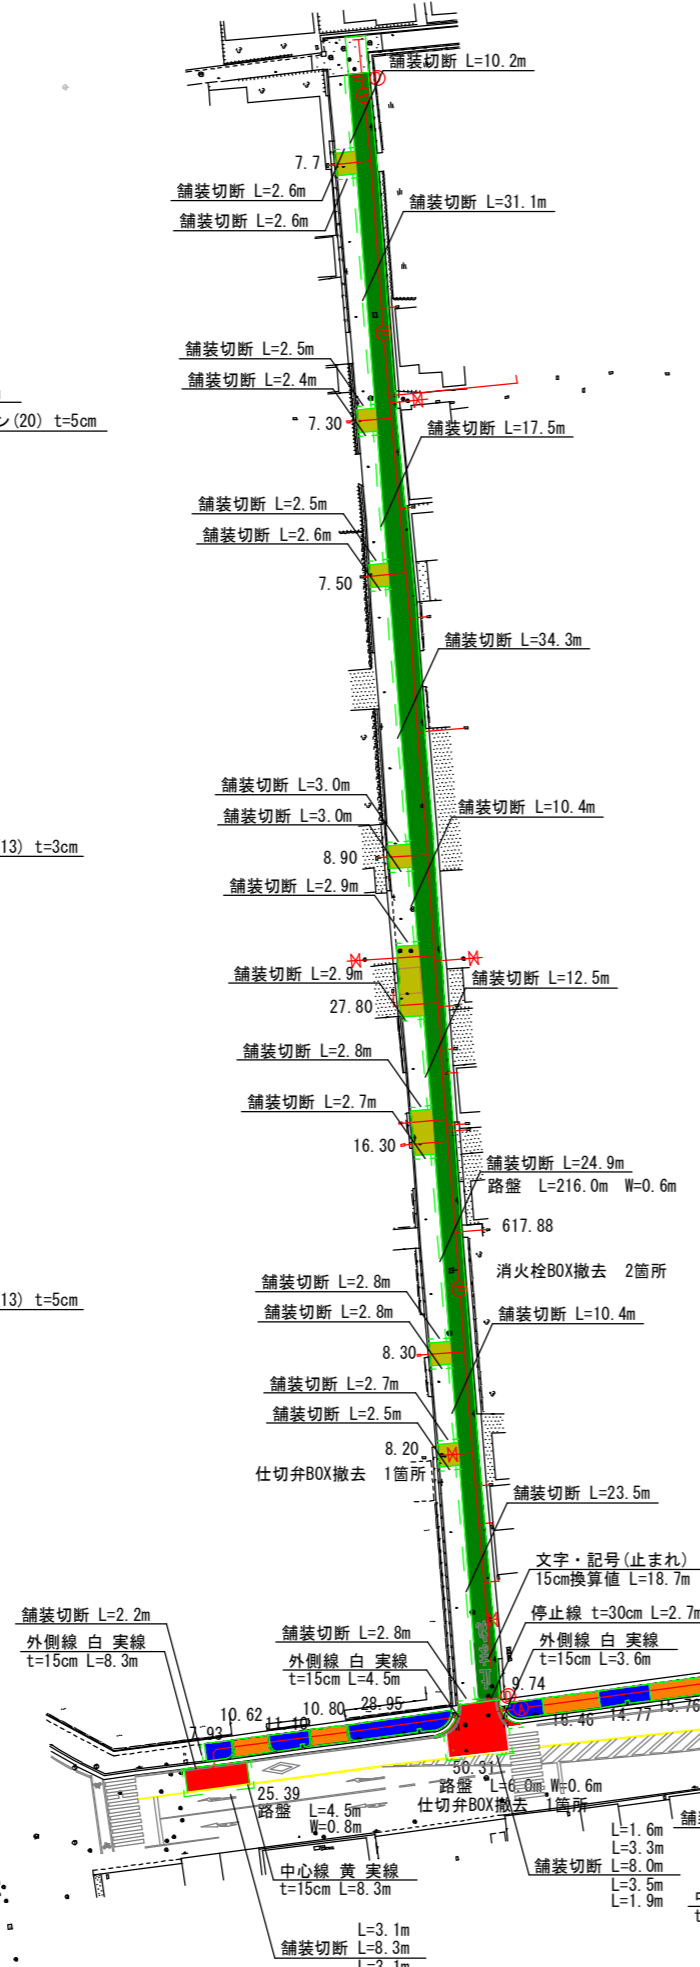 舗装切断 L=10.2m
7.7
舗装切断 L=2.6m
舗装切断 L=2.6m
舗装切断 L=31.1m
舗装切断 L=2.5m
舗装切断 L=2.4m
ン(20) t=5cm
7.30
舗装切断 L=17.5m
舗装切断 L=2.5m
舗装切断 L=2.6m
7.50
舗装切断 L=34.3m
舗装切断 L=3.0m
舗装切断 L=3.0m
舗装切断 L=10.4m
13) t=3cm
8.90
舗装切断 L=2.9m
舗装切断 L=2.9m
舗装切断 L=12.5m
27.80
舗装切断 L=2.8m
舗装切断 L=2.7m
16.30
舗装切断 L=24.9m
路盤 L=216.0m W=0.6m
617.88
消火栓BOX撤去 2箇所
舗装切断 L=2.8m
13) t=5cm
舗装切断 L=2.8m
舗装切断 L=10.4m
8.30
舗装切断 L=2.7m
舗装切断 L=2.5m
8.20
仕切弁BOX撤去 1箇所
舗装切断 L=23.5m
文字・記号(止まれ)
15cm換算値 L=18.7m
舗装切断 L=2.2m
停止線 t=30cm L=2.7m
舗装切断 L=2.8m
外側線 白 実線
t=15cm L=8.3m
外側線 白 実線
t=15cm L=4.5m
外側線 白 実線
t=15cm L=3.6m
9.74
7.93
10.62
11.10
10.80
28.95
16.46
14.77
15.76
50.31
25.39
路盤 L=4.5m
W=0.8m
路盤 L=6.0m W=0.6m
仕切弁BOX撤去 1箇所
L=1.6m
L=3.3m
舗装切断 L=8.0m
L=3.5m
L=1.9m
中心線 黄 実線
t=15cm L=8.3m
L=3.1m
舗装切断 L=8.3m
L=3.1m